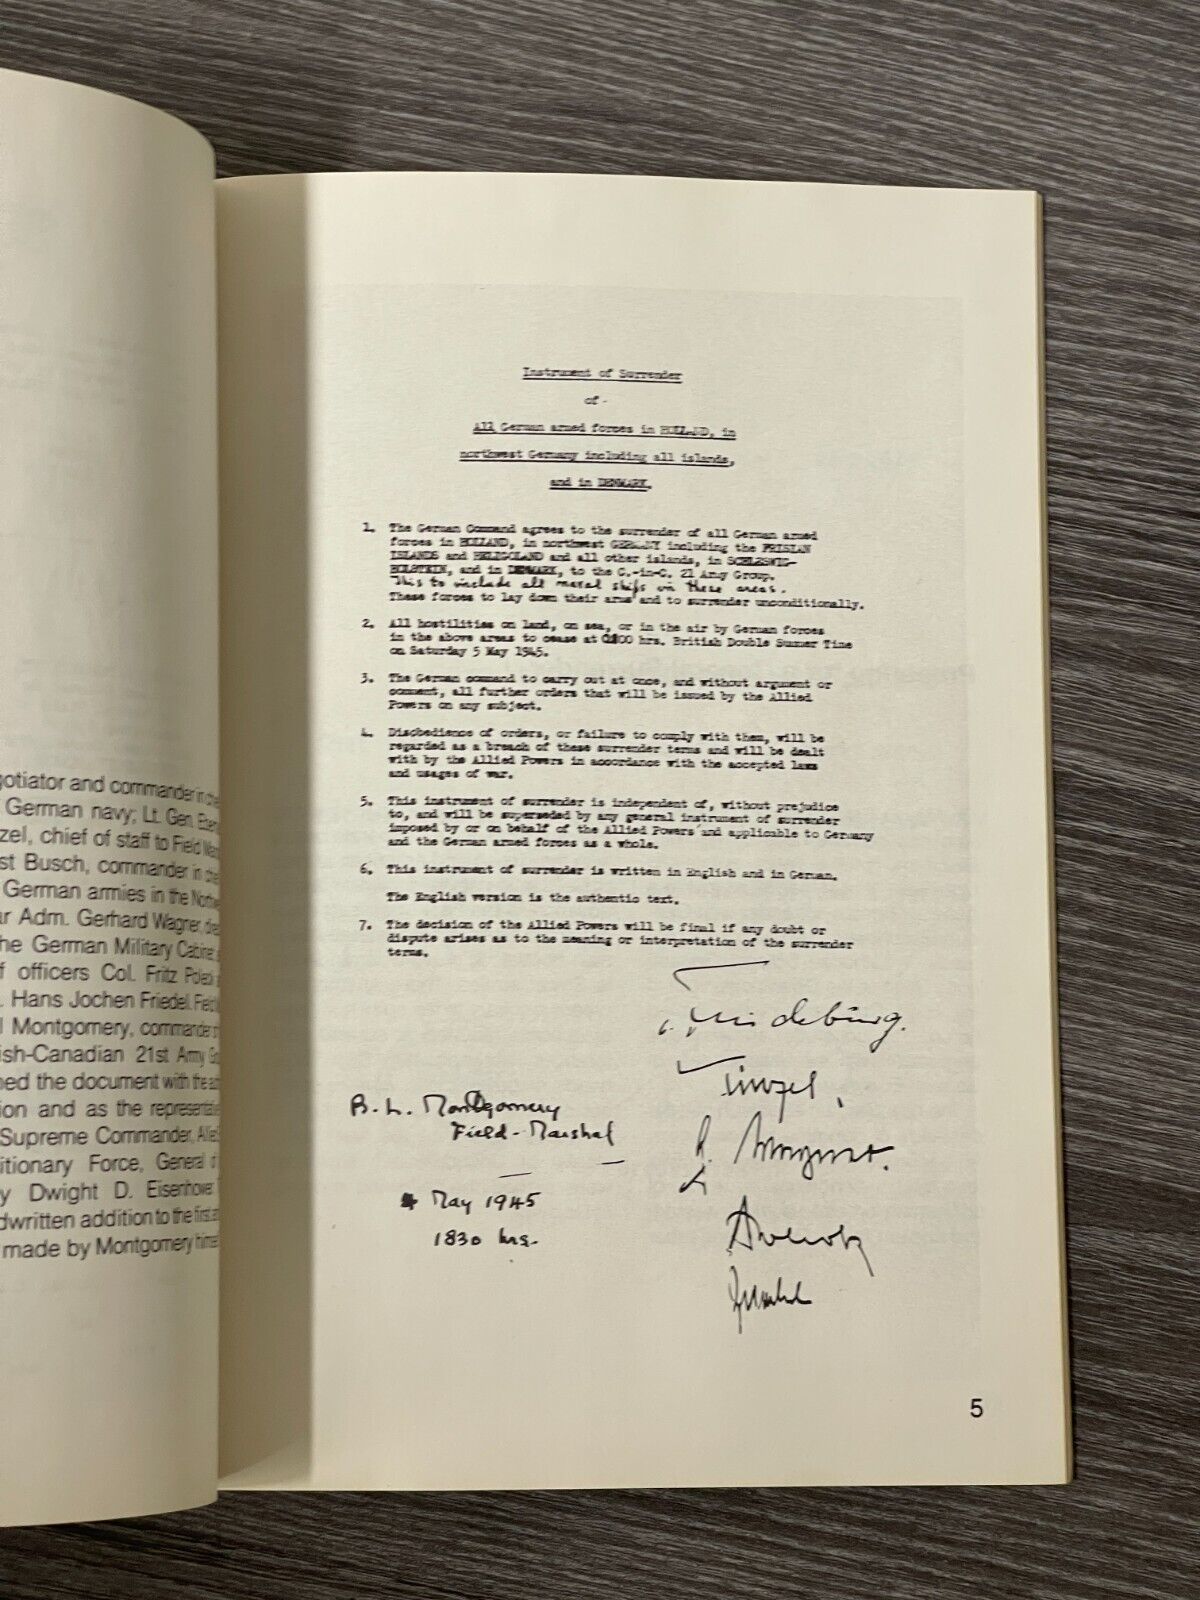 gotiator and commander in che
German navy; Lt. Gen. Eber
zel, chief of staff to Field Mar
st Busch, commander in che
German armies in the Northw
ar Adm. Gerhard Wagner, dire
he German Military Cabinet,
f officers Col. Fritz Poleck
. Hans Jochen Friedel. Field
l Montgomery, commander
ish-Canadian 21st Army G
ned the document with the
ion and as the representative
Supreme Commander, Allie
itionary Force, General
y Dwight D. Eisenhower.
dwritten addition to the first
made by Montgomery hims
Instrument of Surrender
of
All German armed forces in HOLLAND, in
northwest Germany including all islands,
and in DENMARK.
1. The German Command agrees to the surrender of all German armed
forces in HOLLAND, in northwest GERMANY including the FRISIAN
ISLANDS and HELIGOLAND and all other islands, in SCHLESWIG-
HOLSTEIN, and in DENMARK, to the C.-in-C. 21 Army Group.
This to include all naval ships in these areas.
These forces to lay down their arms and to surrender unconditionally.
2. All hostilities on land, on sea, or in the air by German forces
in the above areas to cease at 0800 hrs. British Double Summer Time
on Saturday 5 May 1945.
3. The German command to carry out at once, and without argument or
comment, all further orders that will be issued by the Allied
Powers on any subject.
4. Disobedience of orders, or failure to comply with them, will be
regarded as a breach of these surrender terms and will be dealt
with by the Allied Powers in accordance with the accepted laws
and usages of war.
5. This instrument of surrender is independent of, without prejudice
to, and will be superseded by any general instrument of surrender
imposed by or on behalf of the Allied Powers and applicable to Germany
and the German armed forces as a whole.
6. This instrument of surrender is written in English and in German.
The English version is the authentic text.
7. The decision of the Allied Powers will be final if any doubt or
dispute arises as to the meaning or interpretation of the surrender
terms.
B. L. Montgomery
Field-Marshal
4 May 1945
1830 hrs.
5